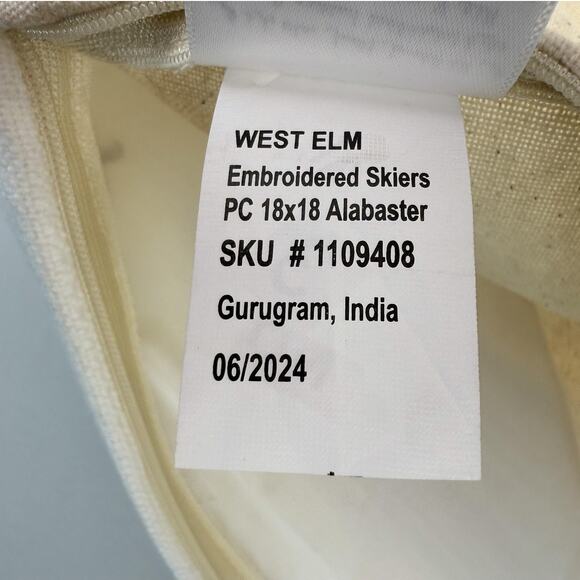 WEST ELM
Embroidered Skiers
PC 18x18 Alabaster
SKU # 1109408
Gurugram, India
06/2024